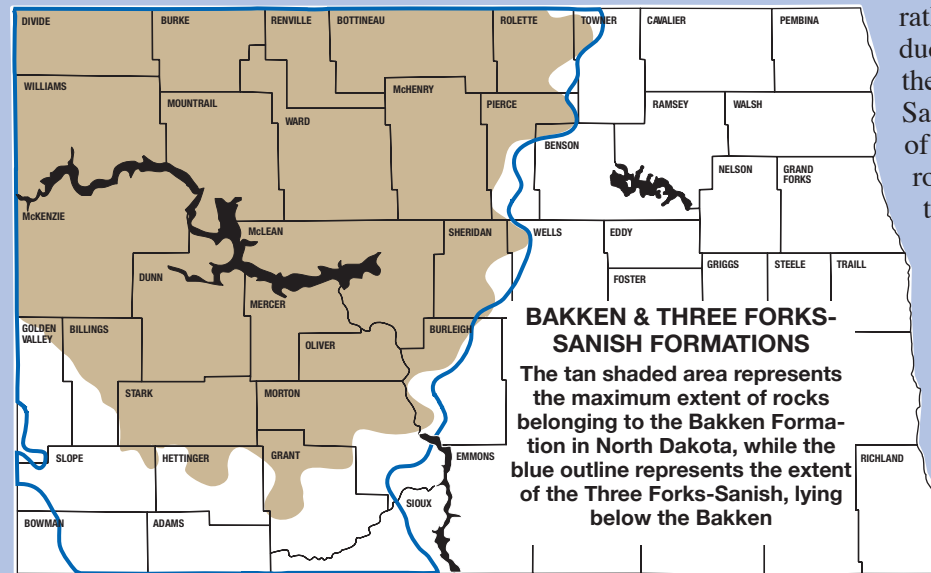 DIVIDE BURKE RENVILLE BOTTINEAU ROLETTE TOWNER CAVALIER PEMBINA
WILLIAMS
MOUNTRAIL
WARD
McHENRY
PIERCE
RAMSEY WALSH
BENSON
NELSON GRAND
FORKS
McKENZIE
McLEAN
SHERIDAN WELLS EDDY
DUNN
FOSTER GRIGGS STEELE TRAILL
MERCER
GOLDEN
VALLEY
BILLINGS
OLIVER
BURLEIGH
STARK MORTON
SLOPE HETTINGER GRANT
EMMONS
SIOUX
RICHLAND
BOWMAN ADAMS
BAKKEN & THREE FORKS-
SANISH FORMATIONS
The tan shaded area represents
the maximum extent of rocks
belonging to the Bakken Forma-
tion in North Dakota, while the
blue outline represents the extent
of the Three Forks-Sanish, lying
below the Bakken
the
of